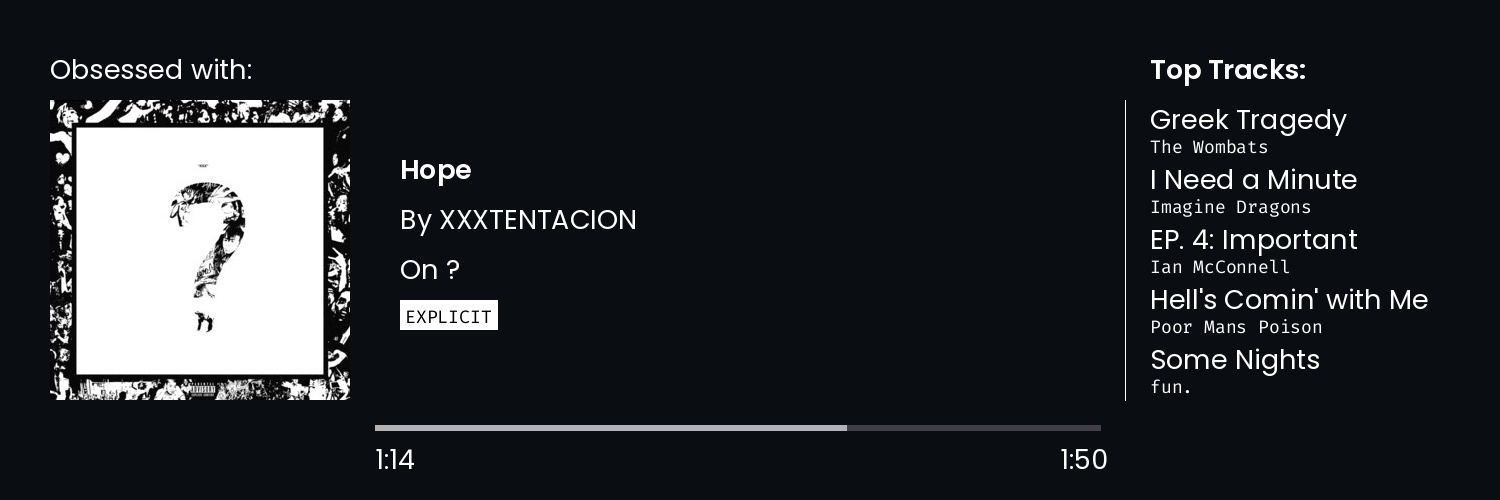 Obsessed with:
?
Hope
By XXXTENTACION
On ?
EXPLICIT
1:14
1:50
Top Tracks:
Greek Tragedy
The Wombats
I Need a Minute
Imagine Dragons
EP. 4: Important
Ian McConnell
Hell's Comin' with Me
Poor Mans Poison
Some Nights
fun.